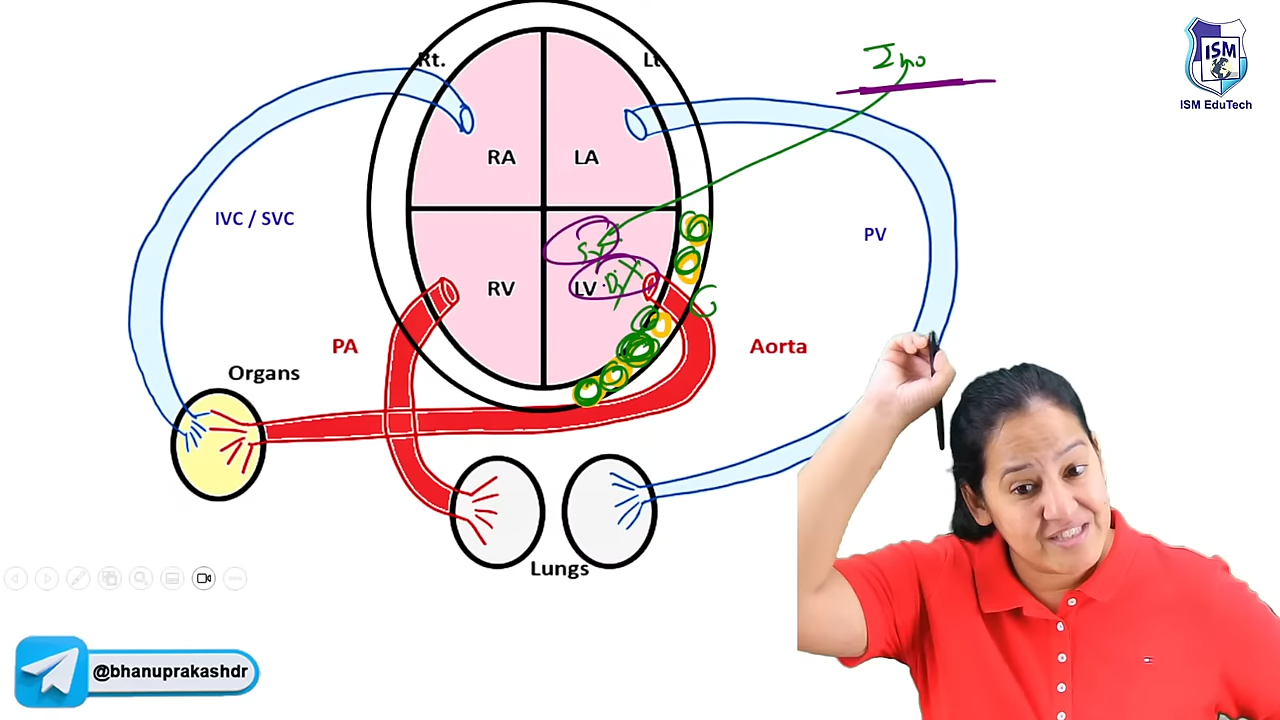 Rt.
Lt.
Ino
ISM
ISM EduTech
RA
LA
IVC / SVC
PV
RV
LV
PA
Aorta
Organs
Lungs
@bhanuprakashdr